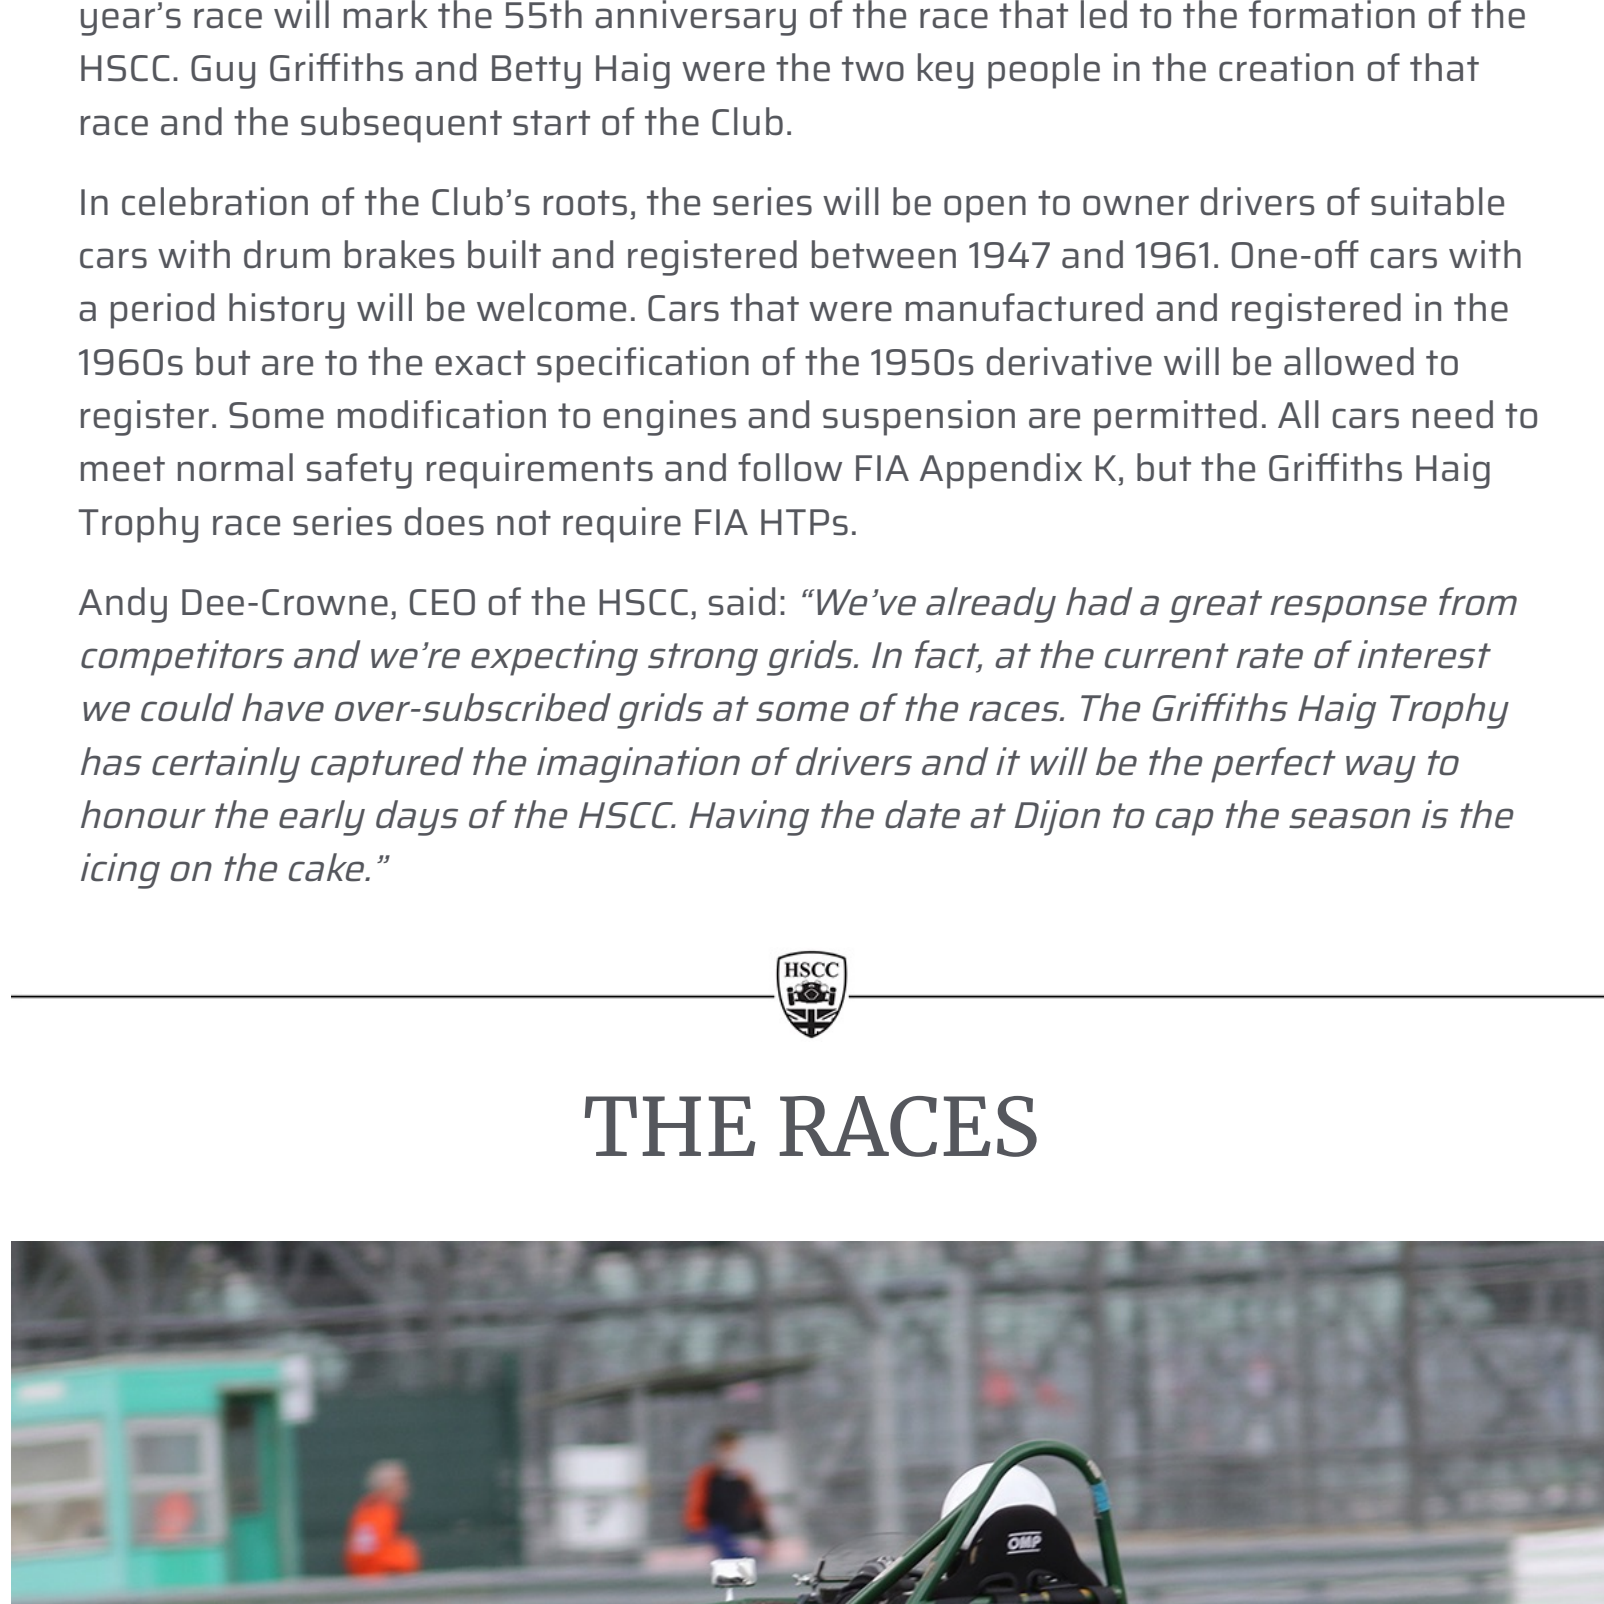 year’s race will mark the 55th anniversary of the race that led to the formation of the
HSCC. Guy Griffiths and Betty Haig were the two key people in the creation of that
race and the subsequent start of the Club.
In celebration of the Club’s roots, the series will be open to owner drivers of suitable
cars with drum brakes built and registered between 1947 and 1961. One-off cars with
a period history will be welcome. Cars that were manufactured and registered in the
1960s but are to the exact specification of the 1950s derivative will be allowed to
register. Some modification to engines and suspension are permitted. All cars need to
meet normal safety requirements and follow FIA Appendix K, but the Griffiths Haig
Trophy race series does not require FIA HTPs.
Andy Dee-Crowne, CEO of the HSCC, said: “We’ve already had a great response from
competitors and we’re expecting strong grids. In fact, at the current rate of interest
we could have over-subscribed grids at some of the races. The Griffiths Haig Trophy
has certainly captured the imagination of drivers and it will be the perfect way to
honour the early days of the HSCC. Having the date at Dijon to cap the season is the
icing on the cake.”
HSCC
THE RACES
OMP